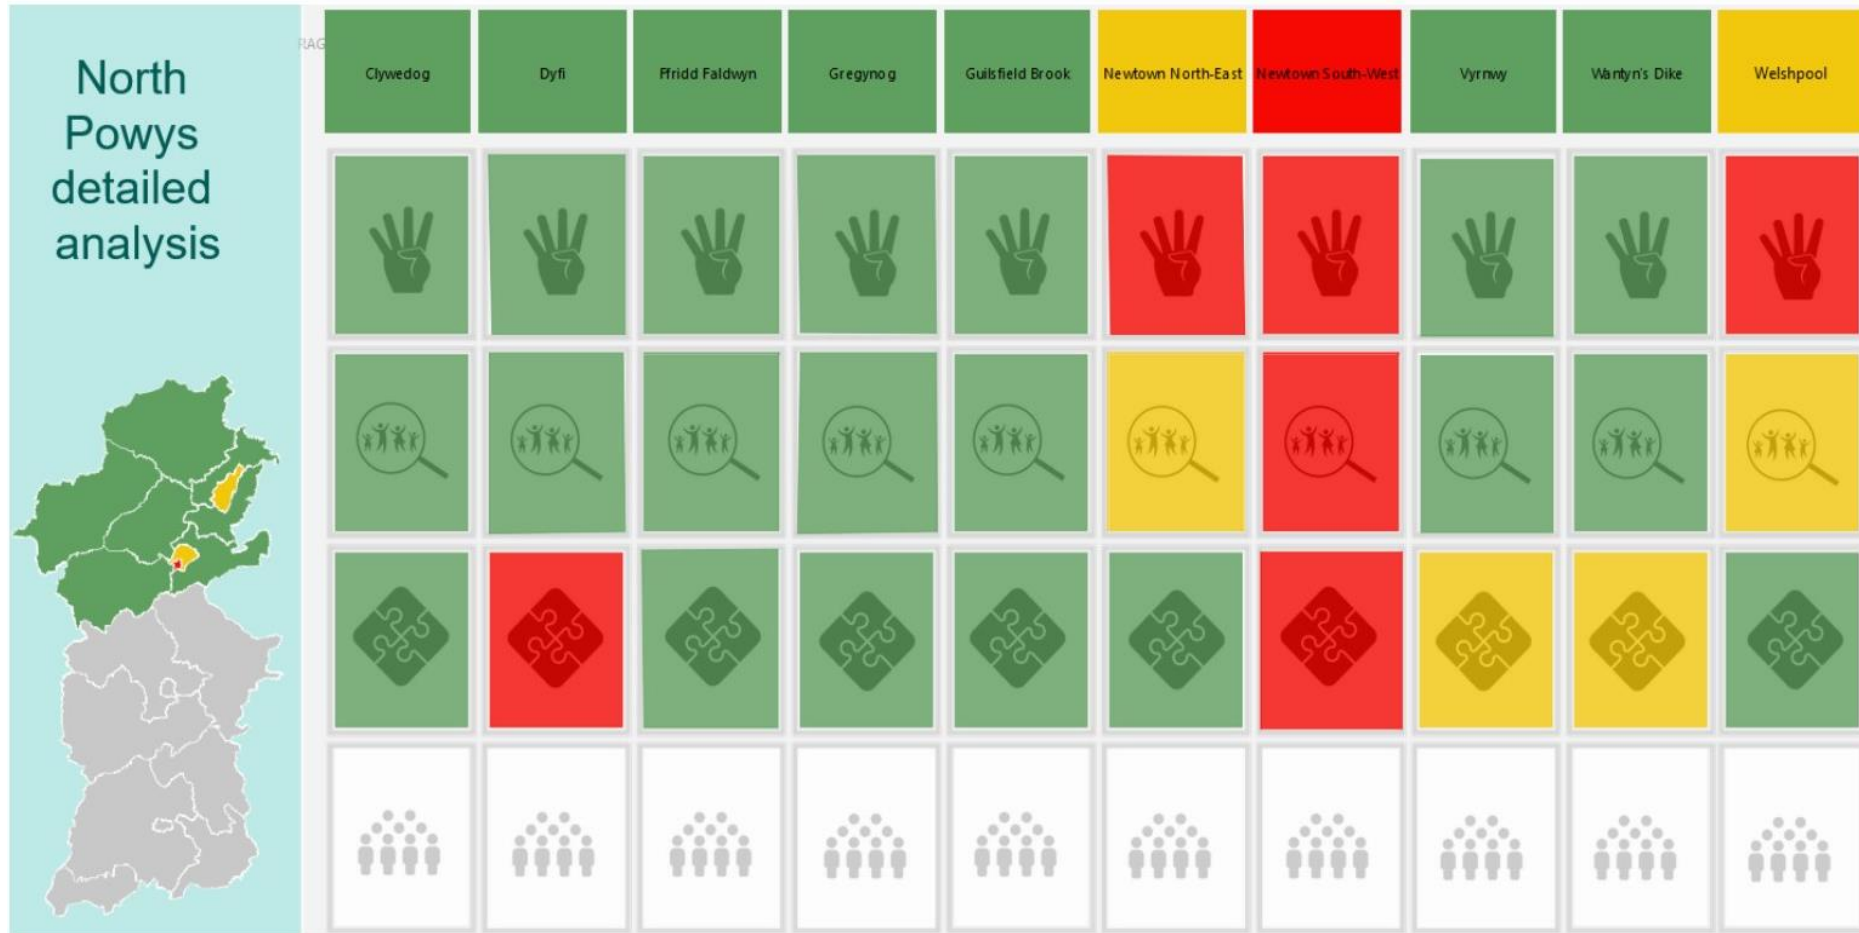 North
Powys
detailed
analysis
RAG
Clywedog
Dyfi
Ffridd Faldwyn
Gregynog
Guilsfield Brook
Newtown North-East
Newtown South-West
Vyrnwy
Wantyn's Dike
Welshpool